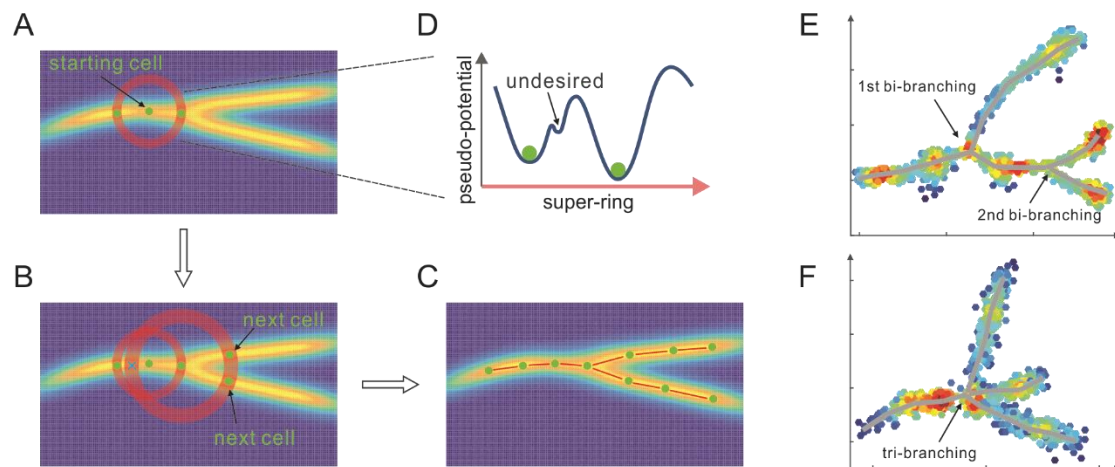 A
starting cell
D
undesired
pseudo-potential
super-ring
E
1st bi-branching
2nd bi-branching
B
next cell
next cell
C
F
tri-branching